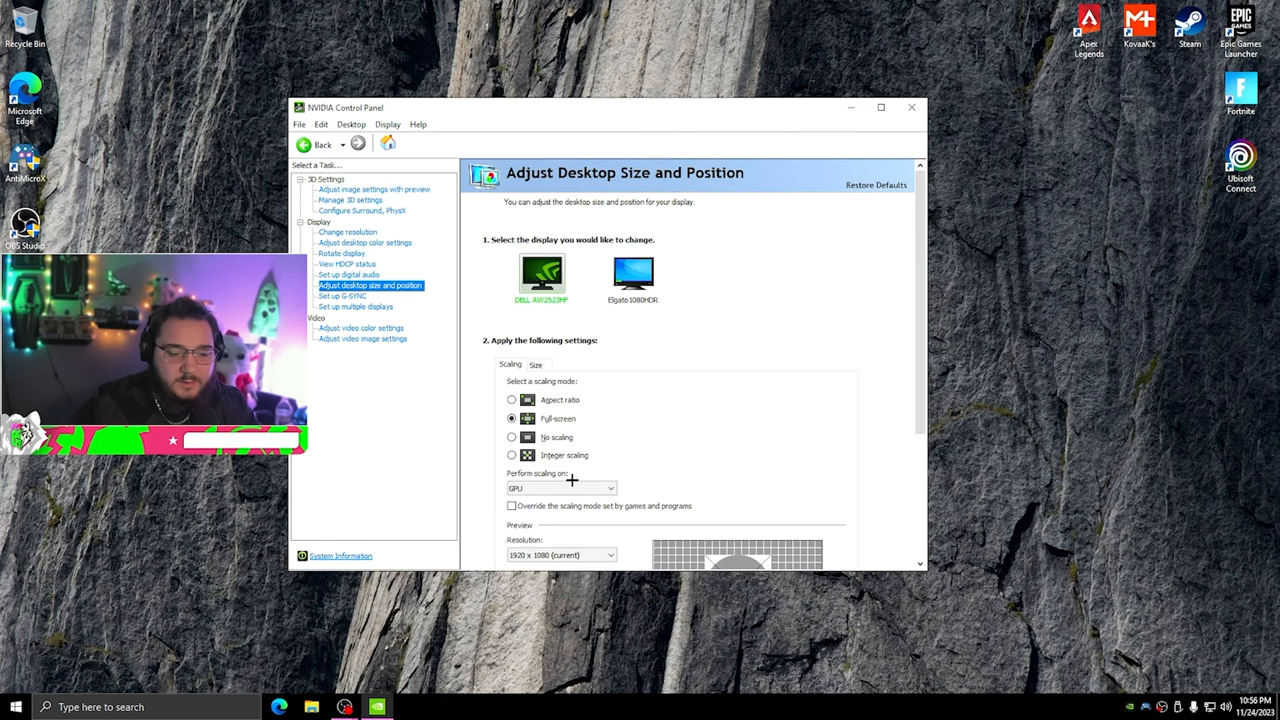 Recycle Bin
Microsoft Edge
AntiMicroX
OBS Studio
Apex Legends
KovaaK's
Steam
Epic Games Launcher
EPIC GAMES
Fortnite
Ubisoft Connect
NVIDIA Control Panel
File Edit Desktop Display Help
Back
Select a Task...
3D Settings
Adjust image settings with preview
Manage 3D settings
Configure Surround, PhysX
Display
Change resolution
Adjust desktop color settings
Rotate display
View HDCP status
Set up digital audio
Adjust desktop size and position
Set up G-SYNC
Set up multiple displays
Video
Adjust video color settings
Adjust video image settings
System Information
Adjust Desktop Size and Position
Restore Defaults
You can adjust the desktop size and position for your display.
1. Select the display you would like to change.
DELL AW2523HF
Elgato1080HDR
2. Apply the following settings:
Scaling Size
Select a scaling mode:
Aspect ratio
Full-screen
No scaling
Integer scaling
Perform scaling on:
GPU
Override the scaling mode set by games and programs
Preview
Resolution:
1920 x 1080 (current)
Type here to search
10:56 PM
11/24/2023